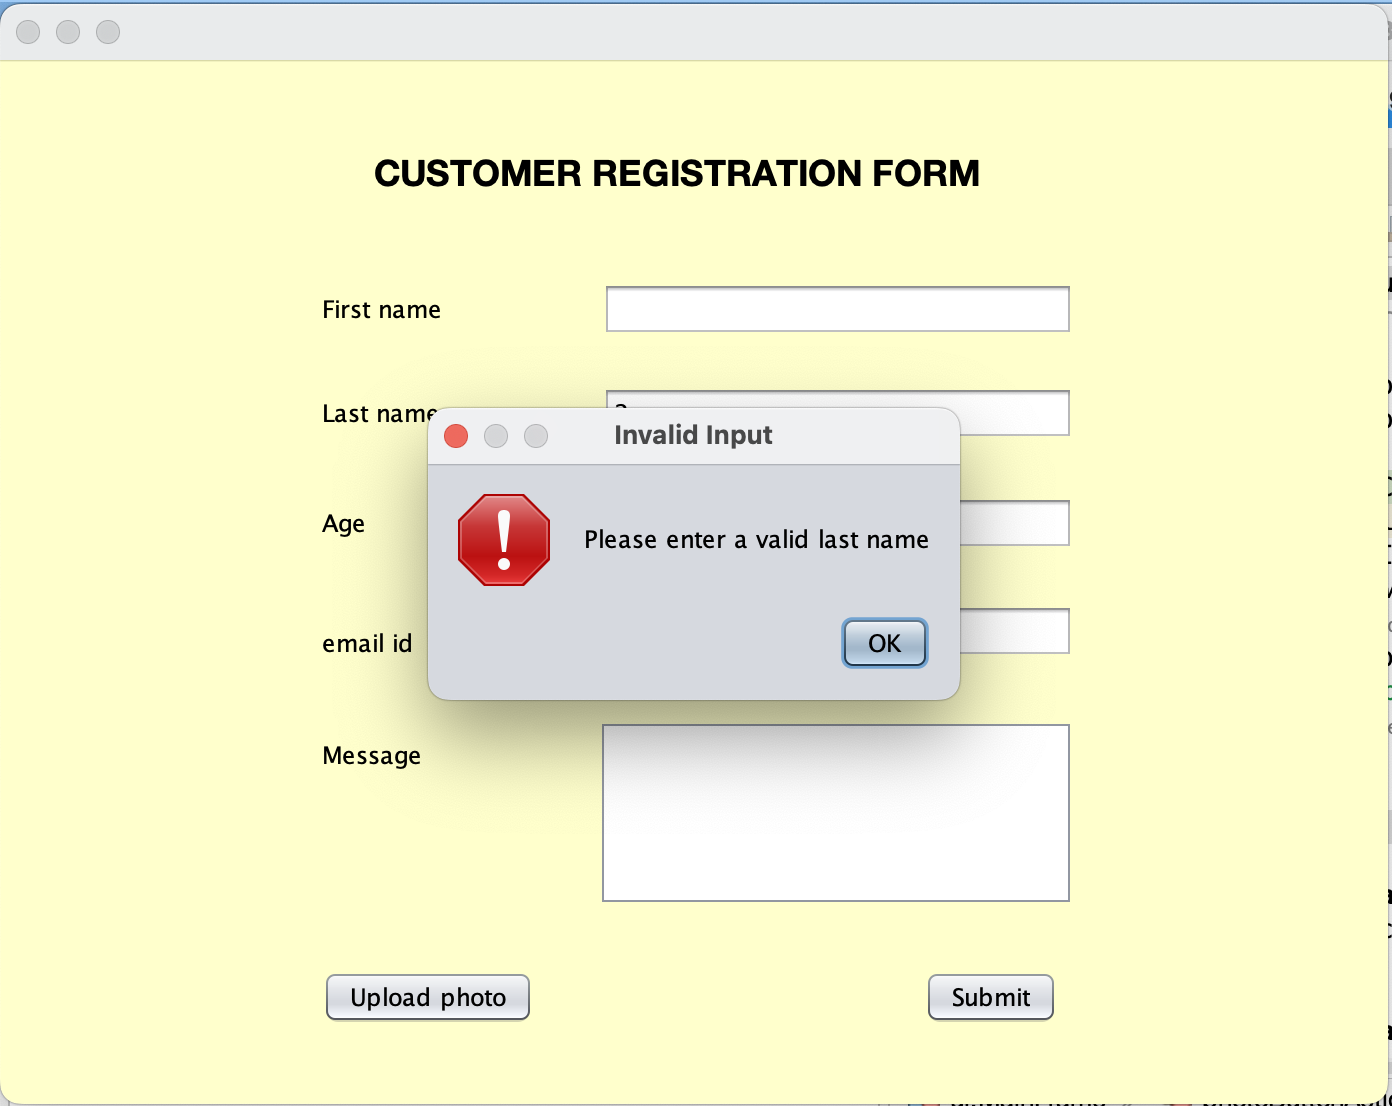 CUSTOMER REGISTRATION FORM
First name
Last name
Invalid Input
Please enter a valid last name
Age
OK
email id
Message
Upload photo
Submit